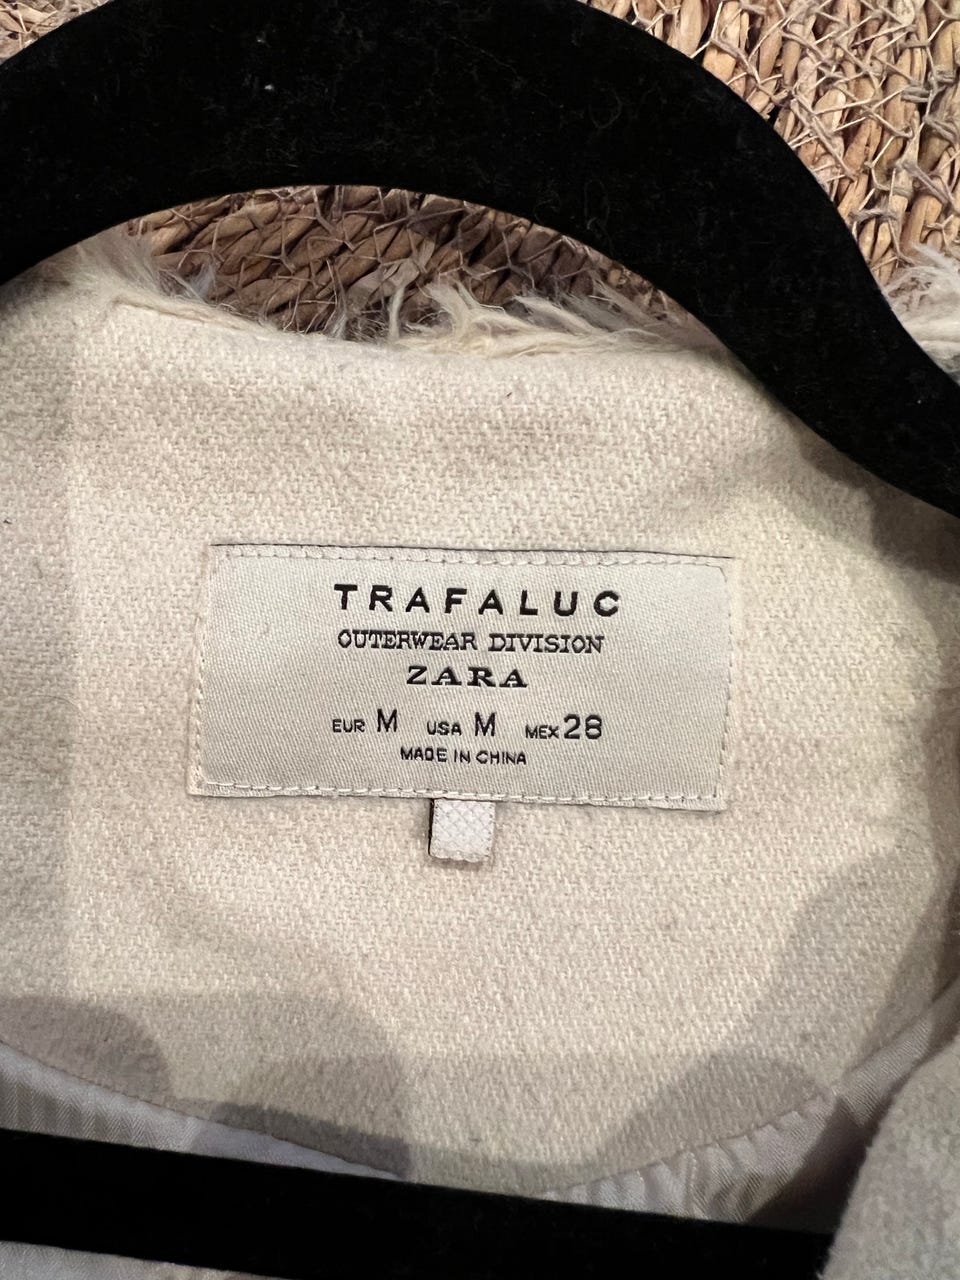 TRAFALUC
OUTERWEAR DIVISION
ZARA
EUR M USA M MEX 28
MADE IN CHINA